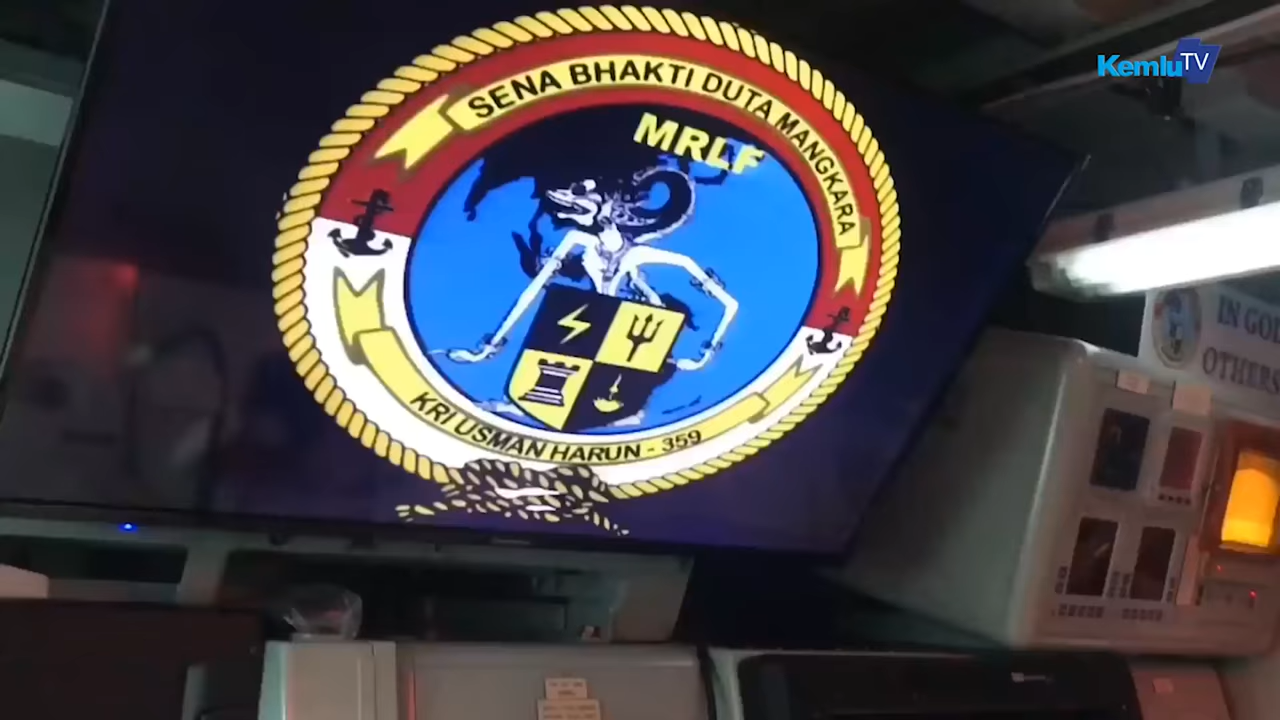 KemluTV
SENA BHAKTI DUTA MANGKARA
MRLF
KRI USMAN HARUN - 359
IN GOD
OTHERS